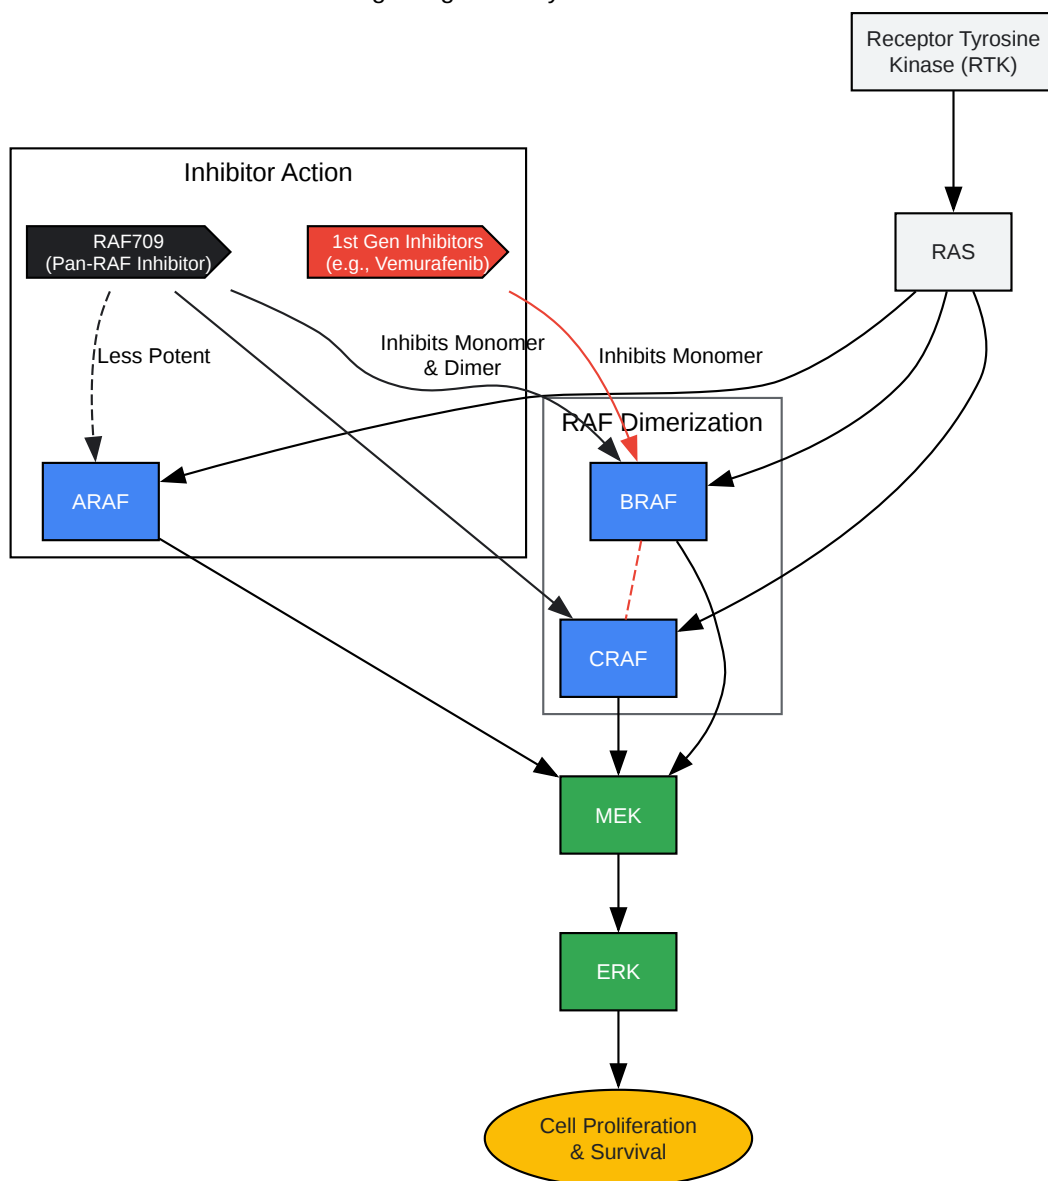 Receptor Tyrosine
Kinase (RTK)
Inhibitor Action
RAF709
(Pan-RAF Inhibitor)
1st Gen Inhibitors
(e.g., Vemurafenib)
RAS
Less Potent
Inhibits Monomer
& Dimer
Inhibits Monomer
RAF Dimerization
ARAF
BRAF
CRAF
MEK
ERK
Cell Proliferation
& Survival